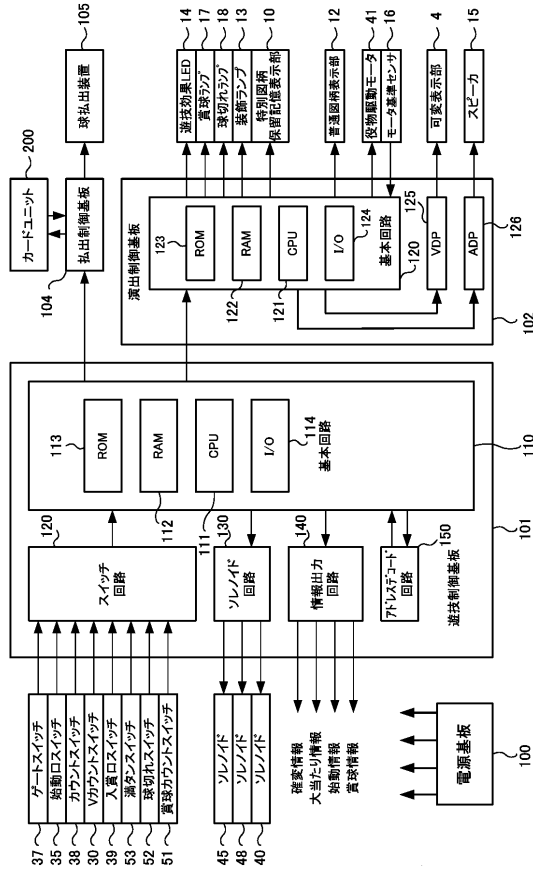 37 ゲートスイッチ
35 始動口スイッチ
38 カウントスイッチ
30 Vカウントスイッチ
39 入賞口スイッチ
53 満タンスイッチ
52 球切れスイッチ
51 賞球カウントスイッチ
45 ソレノイド
48 ソレノイド
40 ソレノイド
確変情報
大当たり情報
始動情報
賞球情報
電源基板
100
120
スイッチ
回路
130
ソレノイド
回路
140
情報出力
回路
アドレスデコード
回路
150
遊技制御基板
101
113
ROM
RAM
112
CPU
111
I/O
114
基本回路
110
カードユニット
200
払出制御基板
104
球払出装置
105
演出制御基板
123
ROM
RAM
122
CPU
121
I/O
124
基本回路
120
VDP
125
ADP
126
102
遊技効果LED
14
賞球ランプ
17
球切れランプ
18
装飾ランプ
13
特別図柄
保留記憶表示部
10
普通図柄表示部
12
役物駆動モータ
41
モータ基準センサ
16
可変表示部
4
スピーカ
15